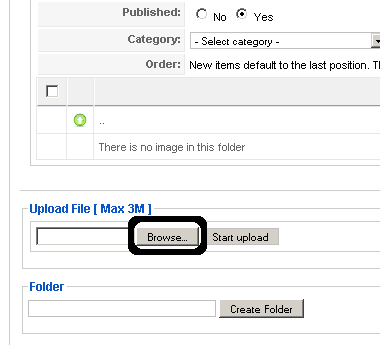 Published: No Yes
Category: - Select category -
Order: New items default to the last position.
..
There is no image in this folder
Upload File [ Max 3M ]
Browse... Start upload
Folder
Create Folder